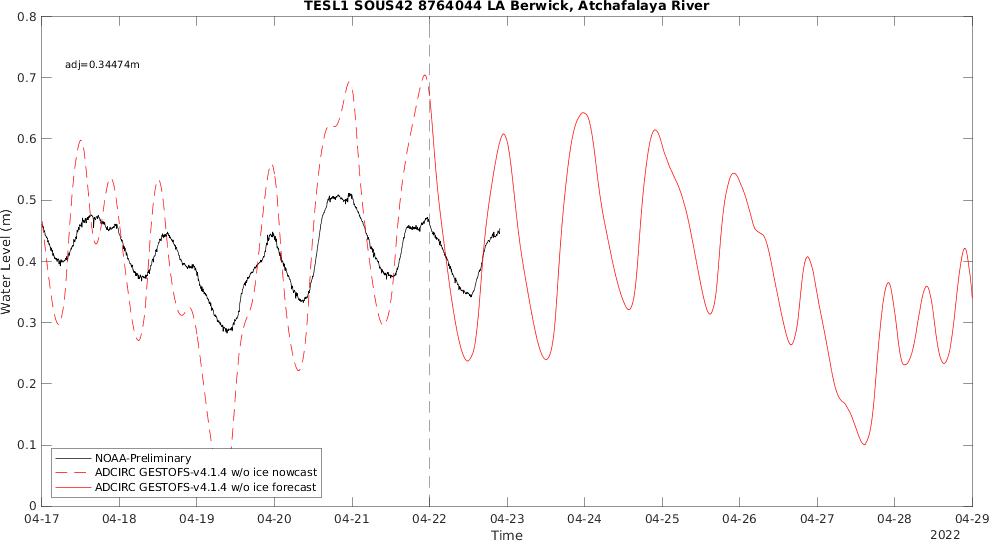 TESL1 SOUS42 8764044 LA Berwick, Atchafalaya River
0.8
0.7
0.6
0.5
0.4
0.3
0.2
0.1
0
Water Level (m)
adj=0.34474m
NOAA-Preliminary
ADCIRC GESTOFS-v4.1.4 w/o ice nowcast
ADCIRC GESTOFS-v4.1.4 w/o ice forecast
04-17 04-18 04-19 04-20 04-21 04-22 04-23 04-24 04-25 04-26 04-27 04-28 04-29
Time
2022